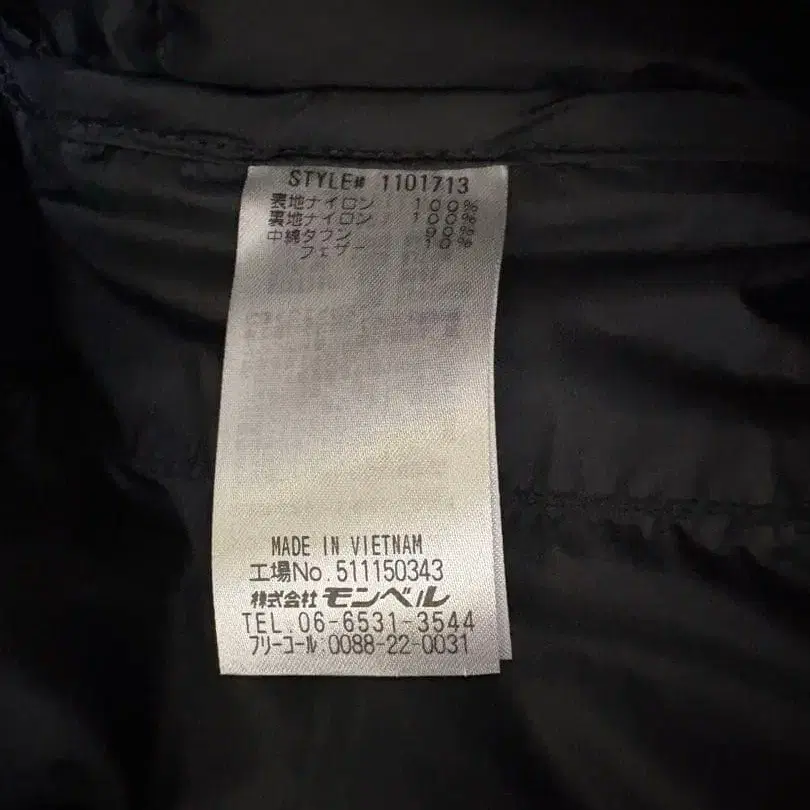 STYLE# 1101713
表地ナイロン 100%
裏地ナイロン 100%
中綿ダウン 90%
フェザー 10%
MADE IN VIETNAM
工場No.511150343
株式会社 モンベル
TEL.06-6531-3544
フリーコール:0088-22-0031